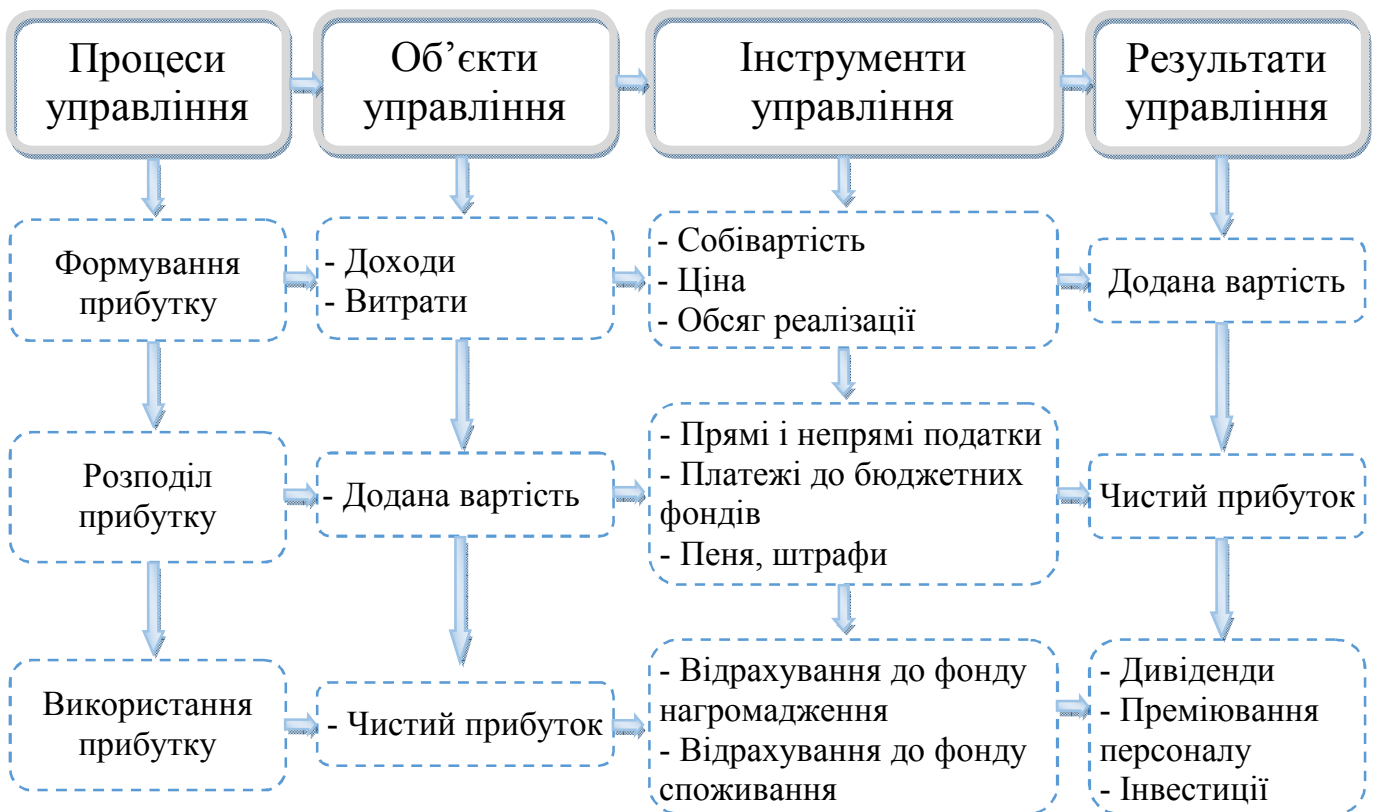 Процеси
управління
Об’єкти
управління
Інструменти
управління
Результати
управління
Формування
прибутку
- Доходи
- Витрати
- Собівартість
- Ціна
- Обсяг реалізації
Додана вартість
Розподіл
прибутку
- Додана вартість
- Прямі і непрямі податки
- Платежі до бюджетних
фондів
- Пеня, штрафи
Чистий прибуток
Використання
прибутку
- Чистий прибуток
- Відрахування до фонду
нагромадження
- Відрахування до фонду
споживання
- Дивіденди
- Преміювання
персоналу
- Інвестиції